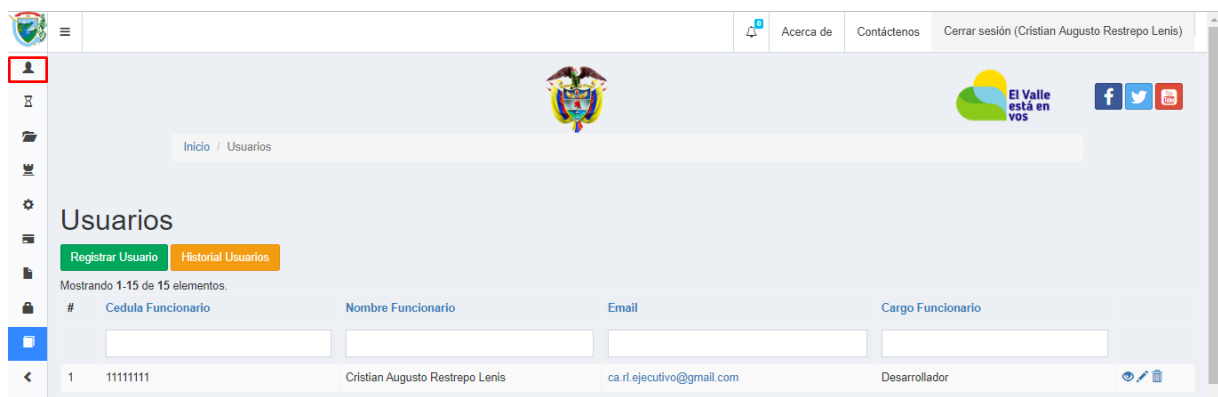 0
Acerca de
Contáctenos
Cerrar sesión (Cristian Augusto Restrepo Lenis)
El Valle
está en
vos
Inicio / Usuarios
Usuarios
Registrar Usuario Historial Usuarios
Mostrando 1-15 de 15 elementos.
# Cedula Funcionario Nombre Funcionario Email Cargo Funcionario
1 11111111 Cristian Augusto Restrepo Lenis ca.rl.ejecutivo@gmail.com Desarrollador